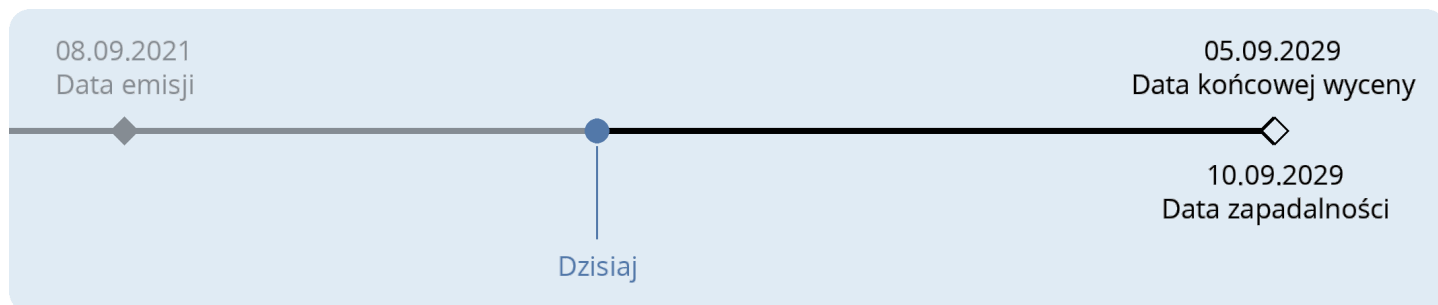 08.09.2021
Data emisji
05.09.2029
Data końcowej wyceny
10.09.2029
Data zapadalności
Dzisiaj